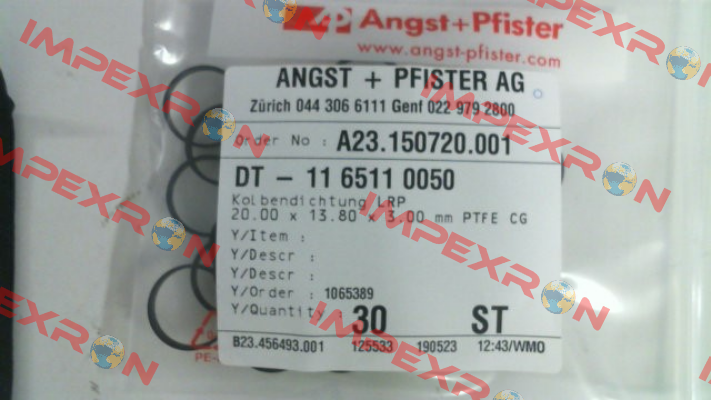 Angst+Pfister
www.angst-pfister.com
ANGST + PFISTER AG
Zürich 044 306 6111 Genf 022 979 2800
Order No : A23.150720.001
DT - 11 6511 0050
Kolbendichtung LRP
20.00 x 13.80 x 3.00 mm PTFE CG
Y/Item :
Y/Descr :
Y/Descr :
Y/Order : 1065389
Y/Quantity : 30 ST
B23.456493.001 125533 190523 12:43/WMO
PE-
IMPEXRON
IMPEXRON
IMPEXRON
IMPEXRON
IMPEXRON